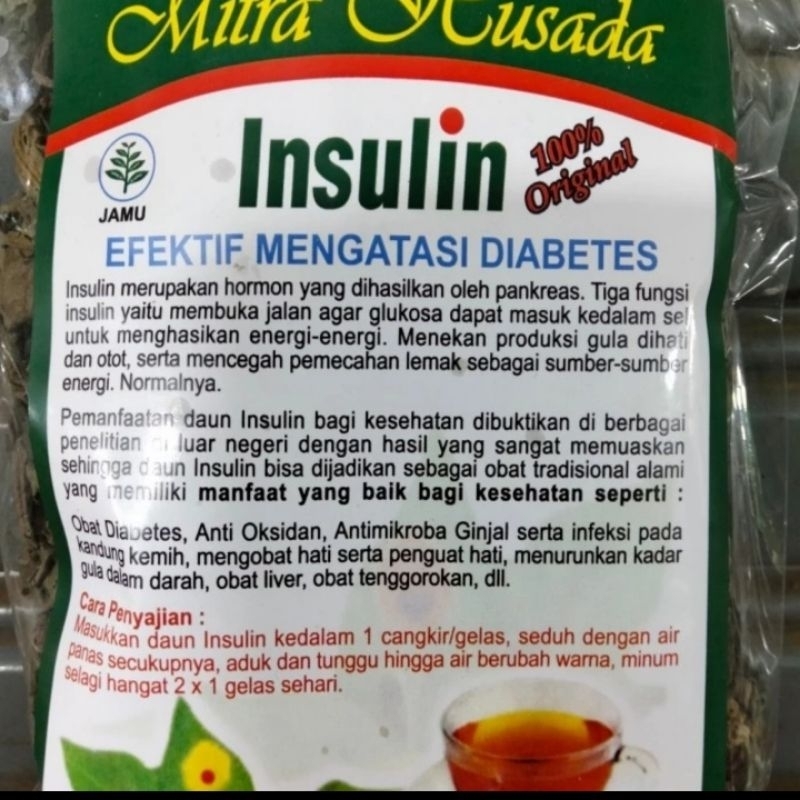 Mitra Husada
JAMU
Insulin
100%
Original
EFEKTIF MENGATASI DIABETES
Insulin merupakan hormon yang dihasilkan oleh pankreas. Tiga fungsi
insulin yaitu membuka jalan agar glukosa dapat masuk kedalam sel
untuk menghasikan energi-energi. Menekan produksi gula dihati
dan otot, serta mencegah pemecahan lemak sebagai sumber-sumber
energi. Normalnya.
Pemanfaatan daun Insulin bagi kesehatan dibuktikan di berbagai
penelitian di luar negeri dengan hasil yang sangat memuaskan
sehingga daun Insulin bisa dijadikan sebagai obat tradisional alami
yang memiliki manfaat yang baik bagi kesehatan seperti :
Obat Diabetes, Anti Oksidan, Antimikroba Ginjal serta infeksi pada
kandung kemih, mengobat hati serta penguat hati, menurunkan kadar
gula dalam darah, obat liver, obat tenggorokan, dll.
Cara Penyajian :
Masukkan daun Insulin kedalam 1 cangkir/gelas, seduh dengan air
panas secukupnya, aduk dan tunggu hingga air berubah warna, minum
selagi hangat 2 x 1 gelas sehari.